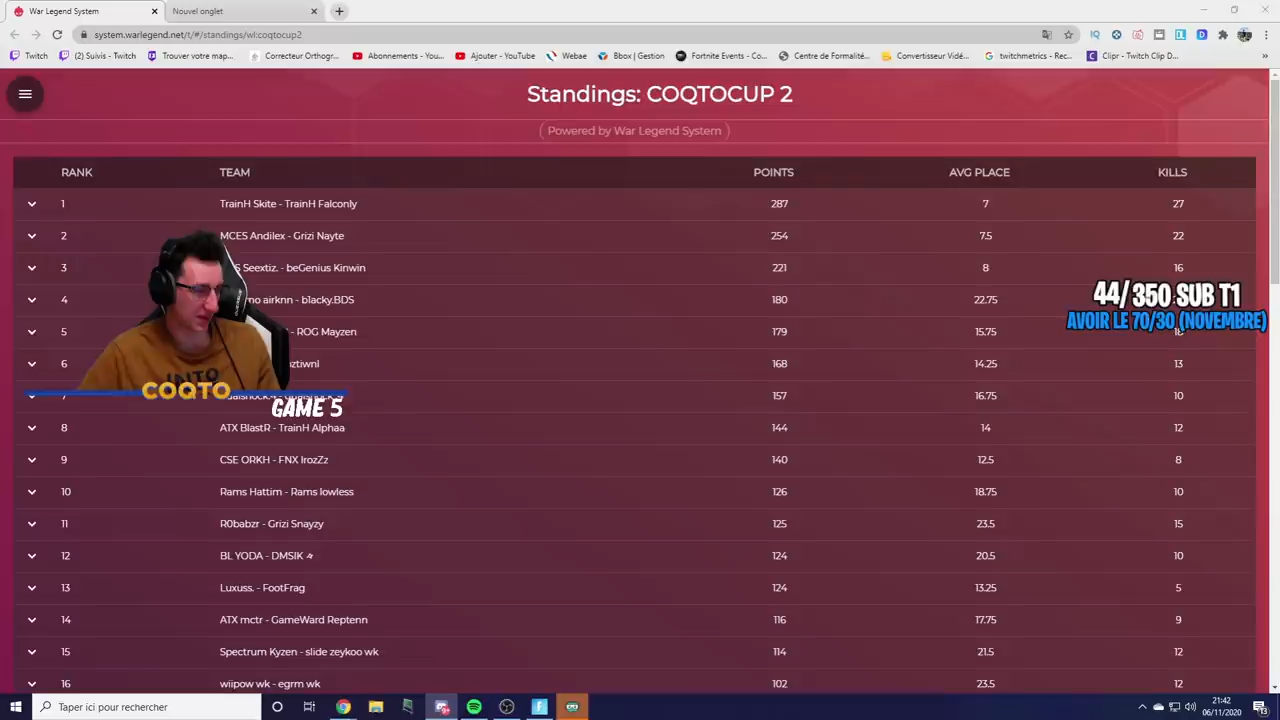 War Legend System
Nouvel onglet
system.warlegend.net/t/#/standings/wl:coqtocup2
Twitch
(2) Suivis - Twitch
Trouver votre map...
Correcteur Orthogr...
Abonnements - You...
Ajouter - YouTube
Webae
Bbox | Gestion
Fortnite Events - Co...
Centre de Formalité...
Convertisseur Vidé...
twitchmetrics - Rec...
Clipr - Twitch Clip D...
Standings: COQTOCUP 2
Powered by War Legend System
RANK TEAM POINTS AVG PLACE KILLS
1 TrainH Skite - TrainH Falconly 287 7 27
2 MCES Andilex - Grizi Nayte 254 7.5 22
3 Seextiz. - beGenius Kinwin 221 8 16
4 airknn - b1acky.BDS 180 22.75
44/350 SUB T1
AVOIR LE 70/30 (NOVEMBRE)
5 - ROG Mayzen 179 15.75 18
6 168 14.25 13
7 157 16.75 10
COQTO
GAME 5
8 ATX BlastR - TrainH Alphaa 144 14 12
9 CSE ORKH - FNX IrozZz 140 12.5 8
10 Rams Hattim - Rams lowless 126 18.75 10
11 R0babzr - Grizi Snayzy 125 23.5 15
12 BL YODA - DMSIK 124 20.5 10
13 Luxuss. - FootFrag 124 13.25 5
14 ATX mctr - GameWard Reptenn 116 17.75 9
15 Spectrum Kyzen - slide zeykoo wk 114 21.5 12
16 wiipow wk - egrm wk 102 23.5 12
Taper ici pour rechercher
21:42
06/11/2020